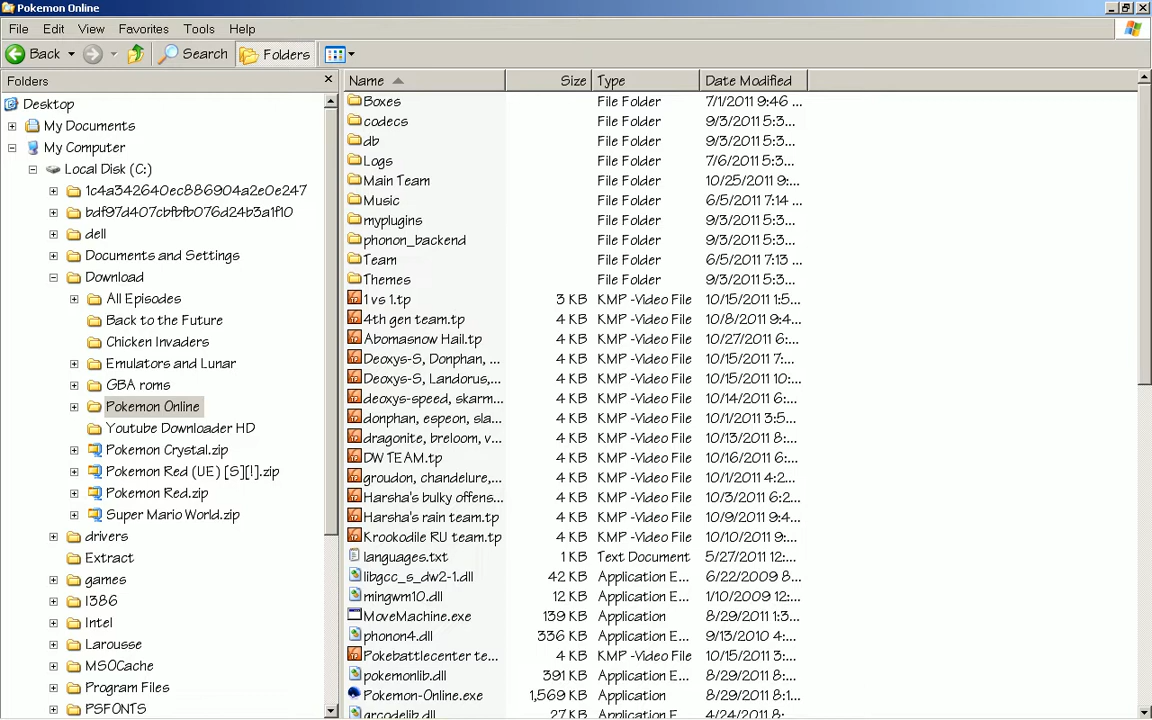 Pokemon Online
File Edit View Favorites Tools Help
Back Search Folders
Folders
Desktop
My Documents
My Computer
Local Disk (C:)
1c4a342640ec886904a2e0e247
bdf97d407cbfbfb076d24b3a1f10
dell
Documents and Settings
Download
All Episodes
Back to the Future
Chicken Invaders
Emulators and Lunar
GBA roms
Pokemon Online
Youtube Downloader HD
Pokemon Crystal.zip
Pokemon Red (UE) [S][!].zip
Pokemon Red.zip
Super Mario World.zip
drivers
Extract
games
I386
Intel
Larousse
MSOCache
Program Files
PSFONTS
Name Size Type Date Modified
Boxes File Folder 7/1/2011 9:46 ...
codecs File Folder 9/3/2011 5:3...
db File Folder 9/3/2011 5:3...
Logs File Folder 7/6/2011 5:3...
Main Team File Folder 10/25/2011 9:...
Music File Folder 6/5/2011 7:14 ...
myplugins File Folder 9/3/2011 5:3...
phonon_backend File Folder 9/3/2011 5:3...
Team File Folder 6/5/2011 7:13 ...
Themes File Folder 9/3/2011 5:3...
1 vs 1.tp 3 KB KMP -Video File 10/15/2011 1:5...
4th gen team.tp 4 KB KMP -Video File 10/8/2011 9:4...
Abomasnow Hail.tp 4 KB KMP -Video File 10/27/2011 6:...
Deoxys-S, Donphan, ... 4 KB KMP -Video File 10/15/2011 7:...
Deoxys-S, Landorus,... 4 KB KMP -Video File 10/15/2011 10:...
deoxys-speed, skarm... 4 KB KMP -Video File 10/14/2011 6:...
donphan, espeon, sla... 4 KB KMP -Video File 10/1/2011 3:5...
dragonite, breloom, v... 4 KB KMP -Video File 10/13/2011 8:...
DW TEAM.tp 4 KB KMP -Video File 10/16/2011 6:...
groudon, chandelure,... 4 KB KMP -Video File 10/1/2011 4:2...
Harsha's bulky offens... 4 KB KMP -Video File 10/3/2011 6:2...
Harsha's rain team.tp 4 KB KMP -Video File 10/9/2011 9:4...
Krookodile RU team.tp 4 KB KMP -Video File 10/10/2011 9:...
languages.txt 1 KB Text Document 5/27/2011 12:...
libgcc_s_dw2-1.dll 42 KB Application E... 6/22/2009 8...
mingwm10.dll 12 KB Application E... 1/10/2009 12:...
MoveMachine.exe 139 KB Application 8/29/2011 1:3...
phonon4.dll 336 KB Application E... 9/13/2010 4:...
Pokebattlecenter te... 4 KB KMP -Video File 10/15/2011 3:...
pokemonlib.dll 391 KB Application E... 8/29/2011 8:...
Pokemon-Online.exe 1,569 KB Application 8/29/2011 8:1...
qrcodelib.dll 27 KB Application E... 4/24/2011 8:...